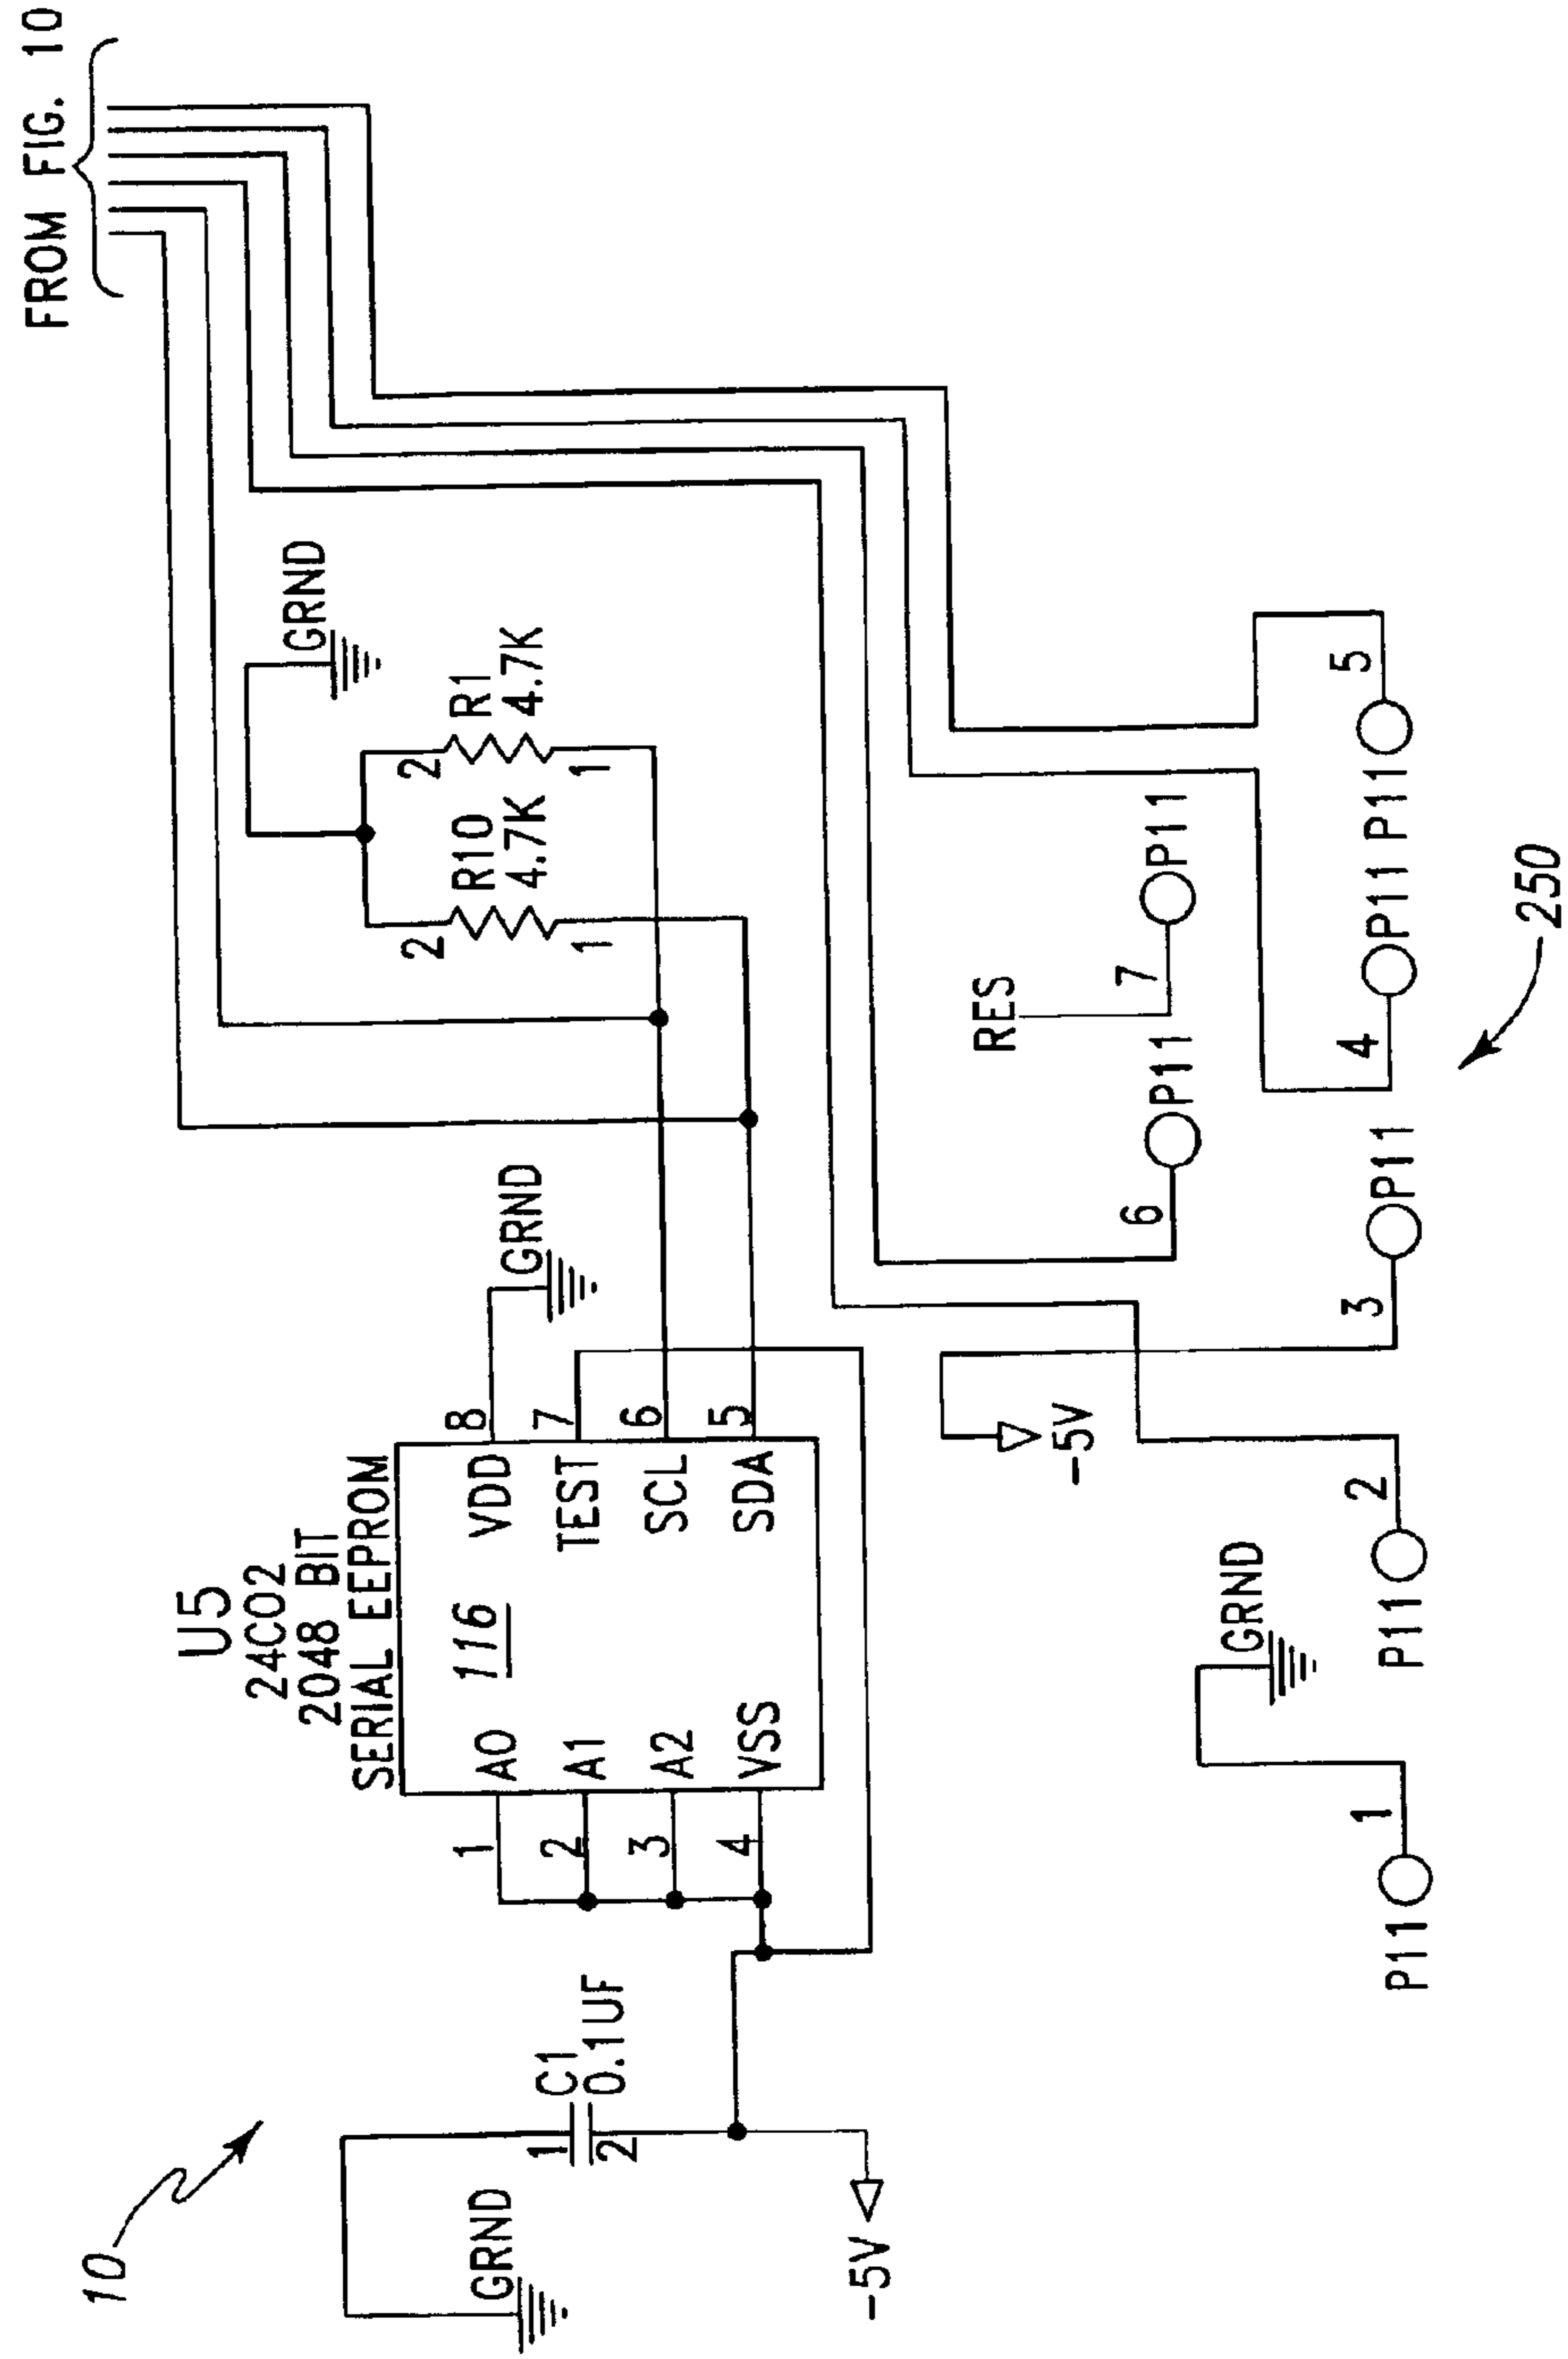 FROM FIG. 10
10
U5
24C02
2048 BIT
SERIAL EEPROM
GRND
1
C1
2
0.1UF
-5V
1
A0
VDD
8
2
A1
TEST
7
3
A2
SCL
6
4
VSS
SDA
5
116
GRND
GRND
2
R10
4.7K
1
2
R1
4.7K
1
RES
6
P11
7
P11
-5V
GRND
P11
1
P11
2
3
P11
4
P11
P11
5
250